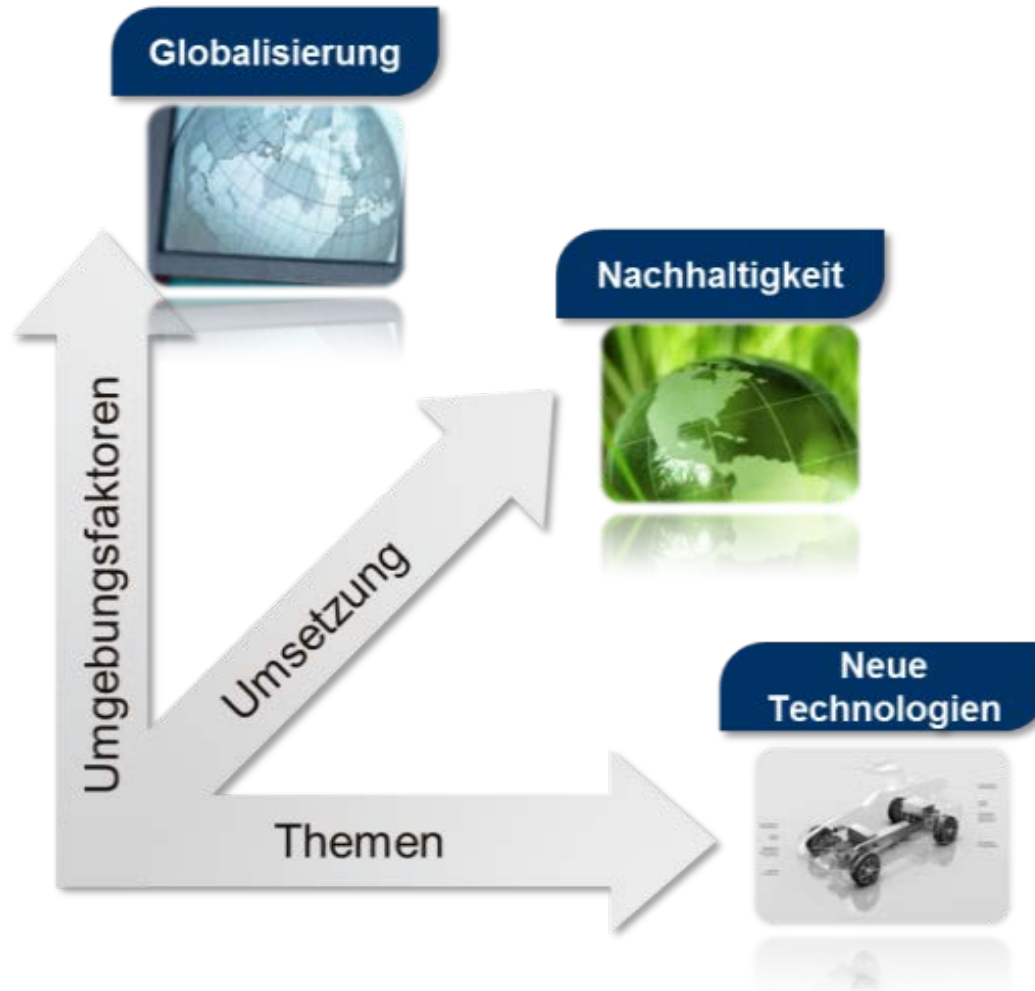 Globalisierung
Nachhaltigkeit
Umgebungsfaktoren
Umsetzung
Neue
Technologien
Themen